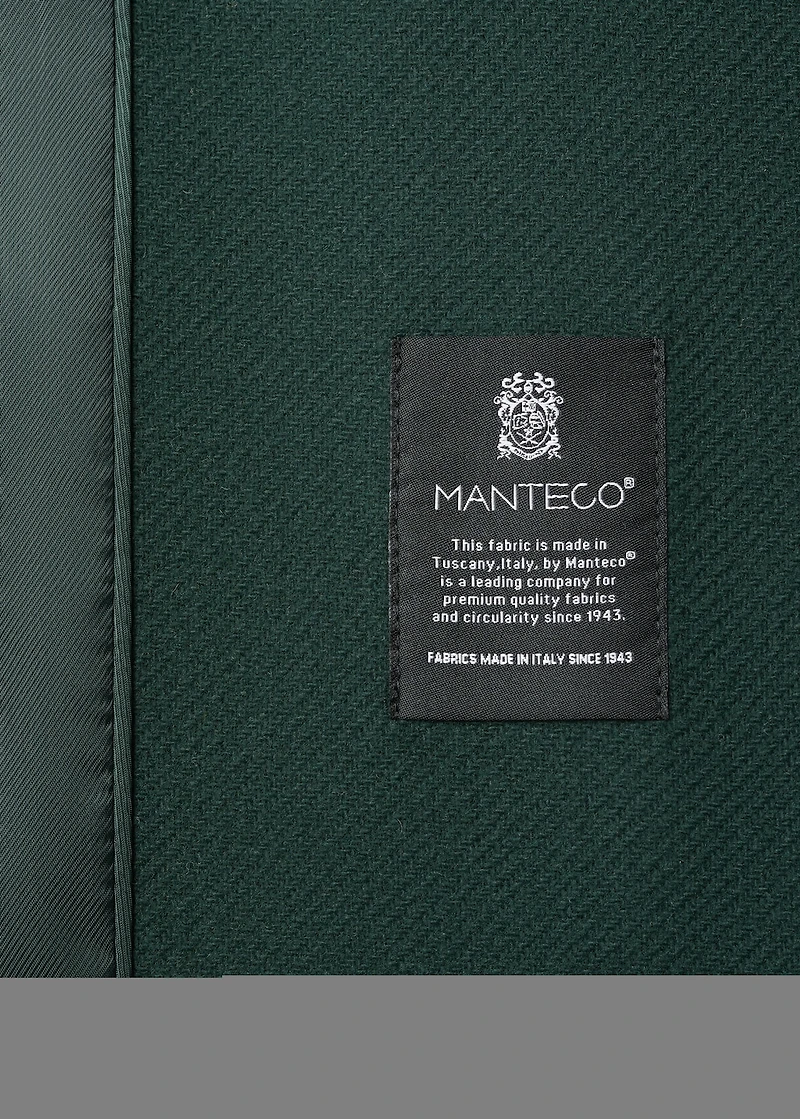 MANTECO®
This fabric is made in
Tuscany,Italy, by Manteco®
is a leading company for
premium quality fabrics
and circularity since 1943.
FABRICS MADE IN ITALY SINCE 1943